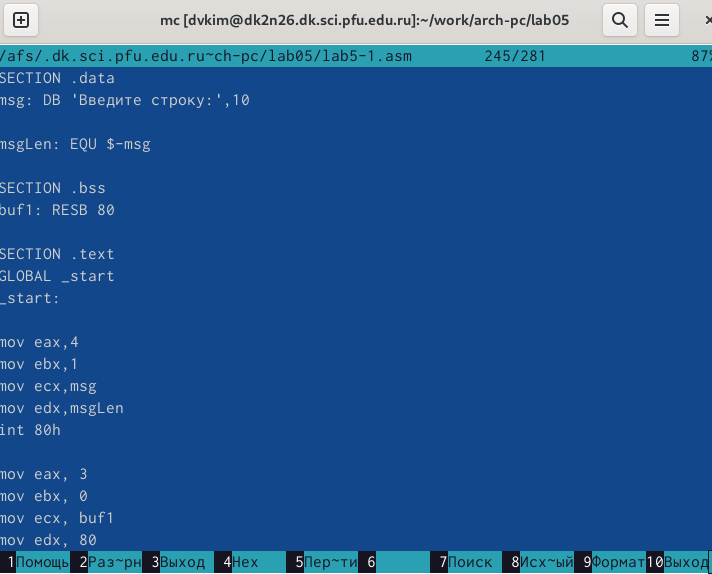 mc [dvkim@dk2n26.dk.sci.pfu.edu.ru]:~/work/arch-pc/lab05
/afs/.dk.sci.pfu.edu.ru~ch-pc/lab05/lab5-1.asm 245/281 87%
SECTION .data
msg: DB 'Введите строку:',10
msgLen: EQU $-msg
SECTION .bss
buf1: RESB 80
SECTION .text
GLOBAL _start
_start:
mov eax,4
mov ebx,1
mov ecx,msg
mov edx,msgLen
int 80h
mov eax, 3
mov ebx, 0
mov ecx, buf1
mov edx, 80
1Помощь 2Раз~рн 3Выход 4Hex 5Пер~ти 6 7Поиск 8Исх~ый 9Формат 10Выход